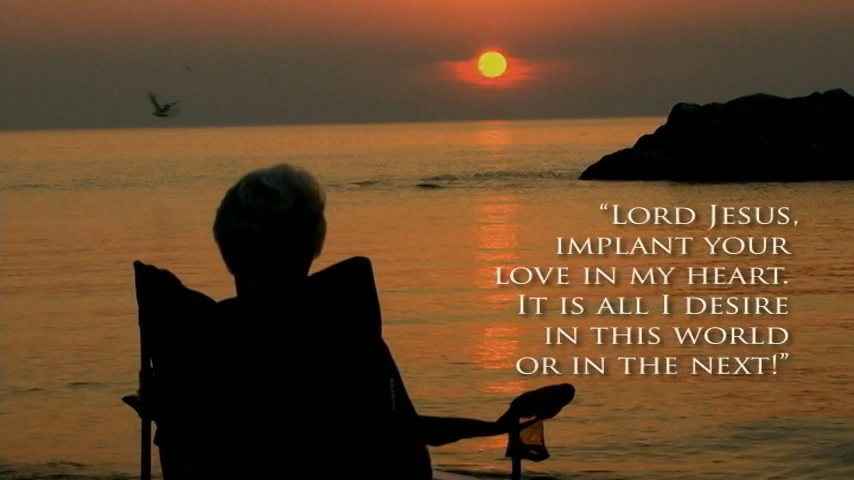 “Lord Jesus,
implant your
love in my heart.
It is all I desire
in this world
or in the next!”